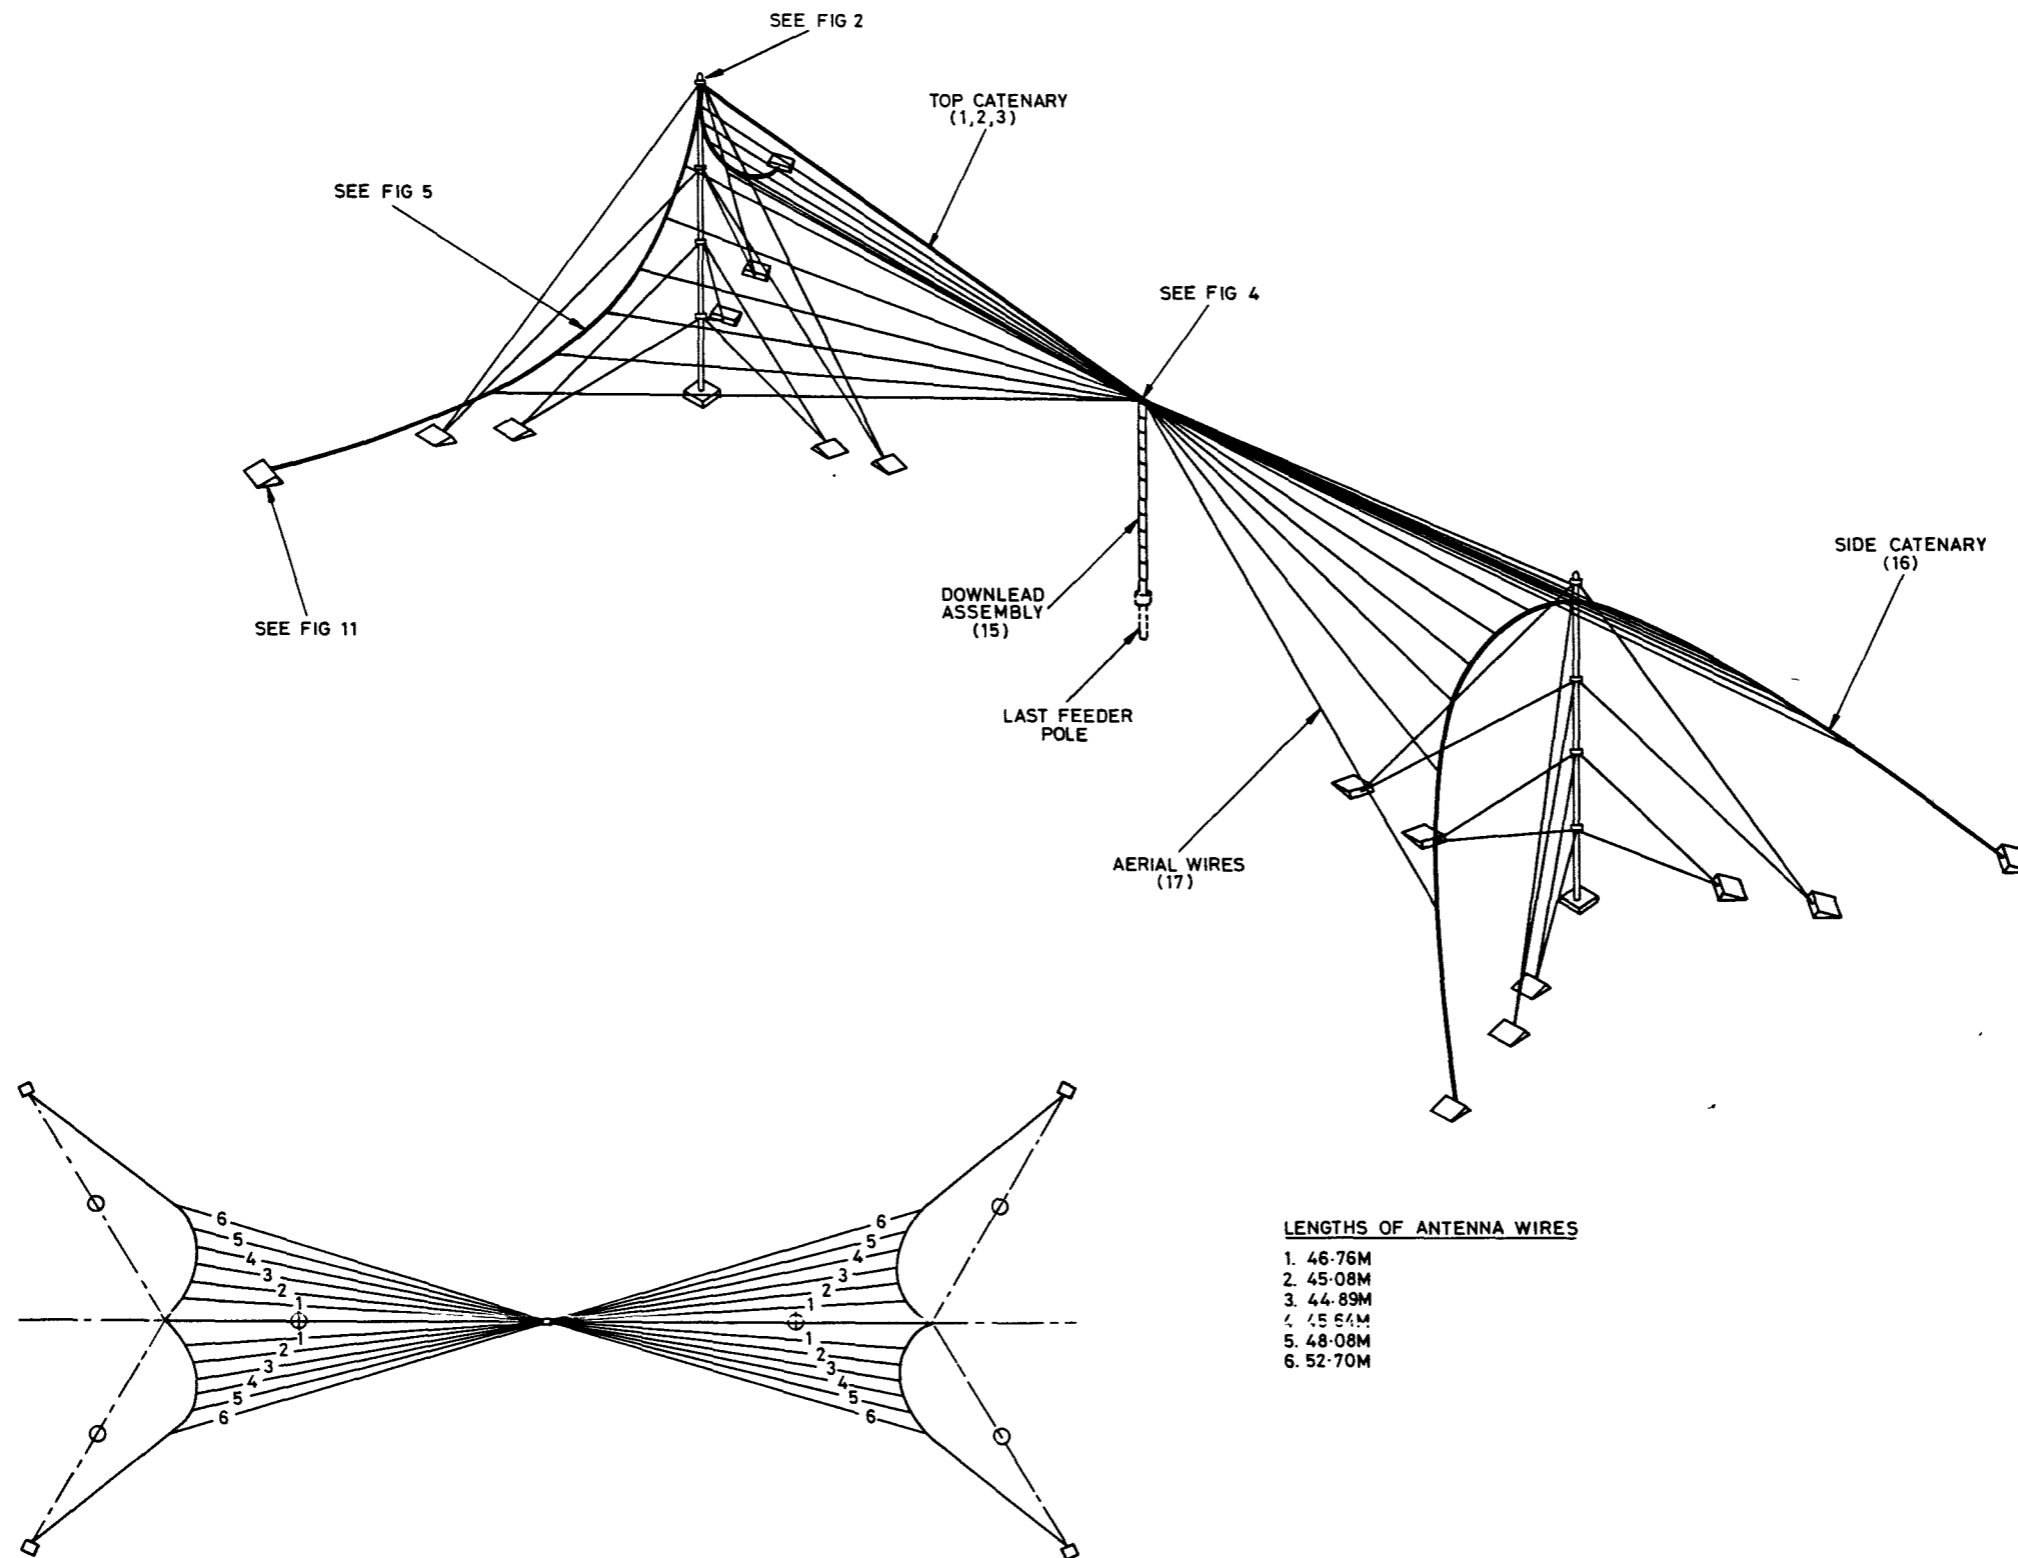 SEE FIG 2
TOP CATENARY
(1,2,3)
SEE FIG 5
SEE FIG 4
SIDE CATENARY
(16)
DOWNLEAD
ASSEMBLY
(15)
SEE FIG 11
LAST FEEDER
POLE
AERIAL WIRES
(17)
6
5
4
3
2
1
1
2
3
4
5
6
6
5
4
3
2
1
1
2
3
4
5
6
LENGTHS OF ANTENNA WIRES
1. 46·76M
2. 45·08M
3. 44·89M
4. 45·64M
5. 48·08M
6. 52·70M